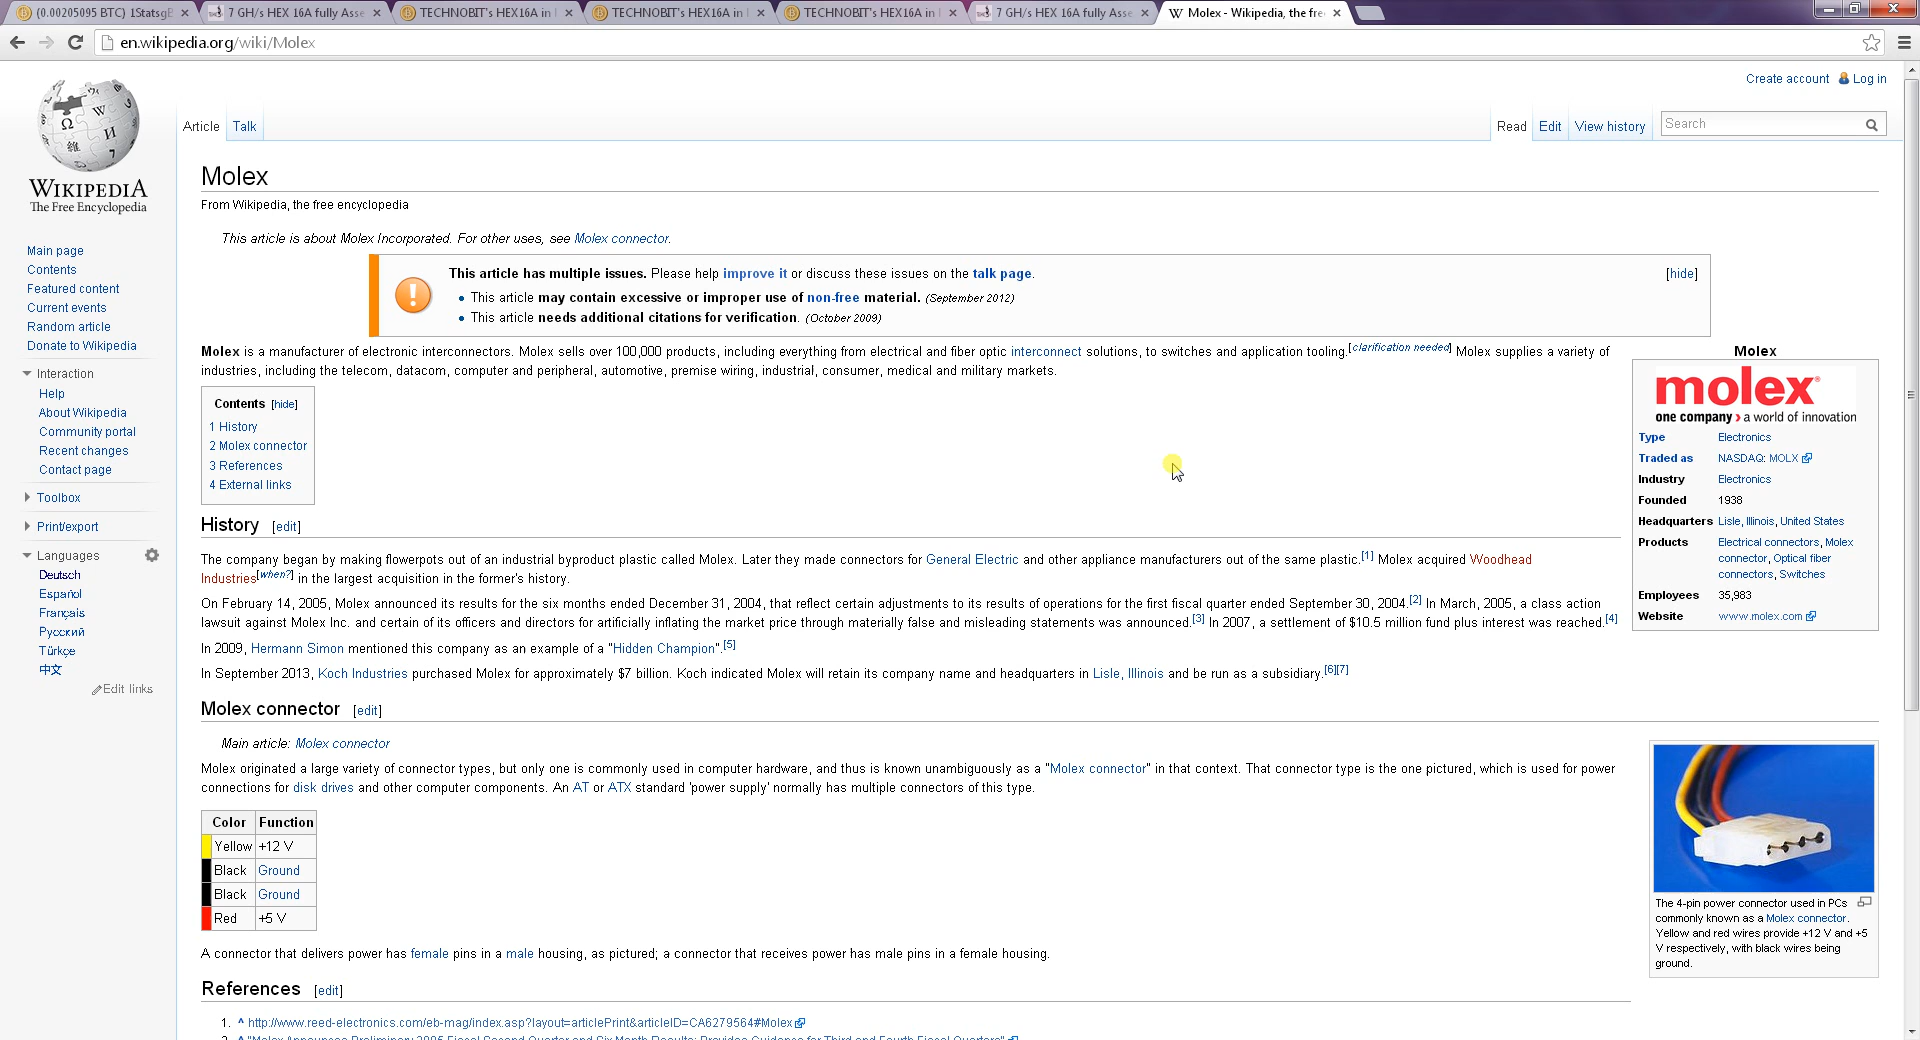 (0.00205095 BTC) 1StatsgB
7 GH/s HEX 16A fully Asse
TECHNOBIT's HEX16A in
TECHNOBIT's HEX16A in
TECHNOBIT's HEX16A in
7 GH/s HEX 16A fully Asse
Molex - Wikipedia, the fre
en.wikipedia.org/wiki/Molex
Create account Log in
Article Talk
Read Edit View history Search
WIKIPEDIA
The Free Encyclopedia
Main page
Contents
Featured content
Current events
Random article
Donate to Wikipedia
Interaction
Help
About Wikipedia
Community portal
Recent changes
Contact page
Toolbox
Print/export
Languages
Deutsch
Español
Français
Русский
Türkçe
中文
Edit links
Molex
From Wikipedia, the free encyclopedia
This article is about Molex Incorporated. For other uses, see Molex connector.
This article has multiple issues. Please help improve it or discuss these issues on the talk page. [hide]
• This article may contain excessive or improper use of non-free material. (September 2012)
• This article needs additional citations for verification. (October 2009)
Molex is a manufacturer of electronic interconnectors. Molex sells over 100,000 products, including everything from electrical and fiber optic interconnect solutions, to switches and application tooling.[clarification needed] Molex supplies a variety of
industries, including the telecom, datacom, computer and peripheral, automotive, premise wiring, industrial, consumer, medical and military markets.
Contents [hide]
1 History
2 Molex connector
3 References
4 External links
Molex
molex®
one company › a world of innovation
Type Electronics
Traded as NASDAQ: MOLX
Industry Electronics
Founded 1938
Headquarters Lisle, Illinois, United States
Products Electrical connectors, Molex
connector, Optical fiber
connectors, Switches
Employees 35,983
Website www.molex.com
History [edit]
The company began by making flowerpots out of an industrial byproduct plastic called Molex. Later they made connectors for General Electric and other appliance manufacturers out of the same plastic.[1] Molex acquired Woodhead
Industries[when?] in the largest acquisition in the former's history.
On February 14, 2005, Molex announced its results for the six months ended December 31, 2004, that reflect certain adjustments to its results of operations for the first fiscal quarter ended September 30, 2004.[2] In March, 2005, a class action
lawsuit against Molex Inc. and certain of its officers and directors for artificially inflating the market price through materially false and misleading statements was announced.[3] In 2007, a settlement of $10.5 million fund plus interest was reached.[4]
In 2009, Hermann Simon mentioned this company as an example of a "Hidden Champion".[5]
In September 2013, Koch Industries purchased Molex for approximately $7 billion. Koch indicated Molex will retain its company name and headquarters in Lisle, Illinois and be run as a subsidiary.[6][7]
Molex connector [edit]
Main article: Molex connector
Molex originated a large variety of connector types, but only one is commonly used in computer hardware, and thus is known unambiguously as a "Molex connector" in that context. That connector type is the one pictured, which is used for power
connections for disk drives and other computer components. An AT or ATX standard 'power supply' normally has multiple connectors of this type.
Color Function
Yellow +12 V
Black Ground
Black Ground
Red +5 V
The 4-pin power connector used in PCs
commonly known as a Molex connector.
Yellow and red wires provide +12 V and +5
V respectively, with black wires being
ground.
A connector that delivers power has female pins in a male housing, as pictured; a connector that receives power has male pins in a female housing.
References [edit]
1. ^ http://www.reed-electronics.com/eb-mag/index.asp?layout=articlePrint&articleID=CA6279564#Molex
2. ^ "Molex Announces Preliminary 2005 Fiscal Second Quarter and Six Month Results; Provides Guidance for Third and Fourth Fiscal Quarters"